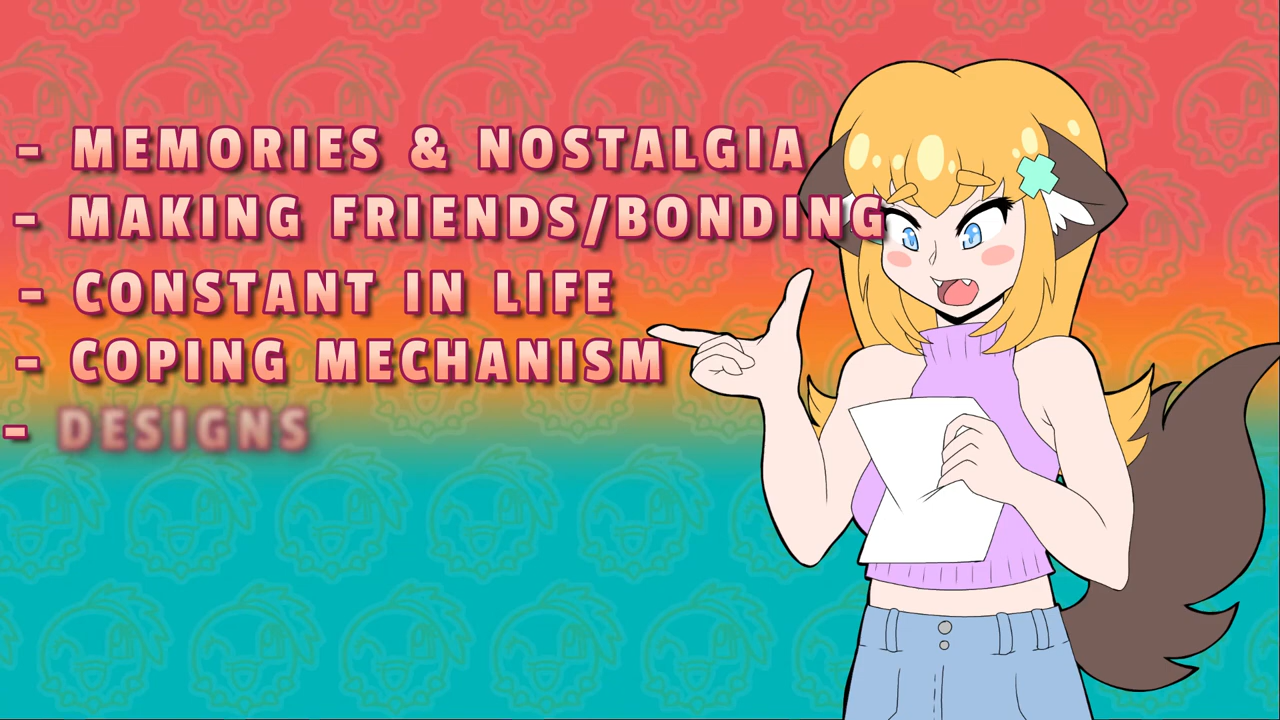 - MEMORIES & NOSTALGIA
- MAKING FRIENDS/BONDING
- CONSTANT IN LIFE
- COPING MECHANISM
- DESIGNS